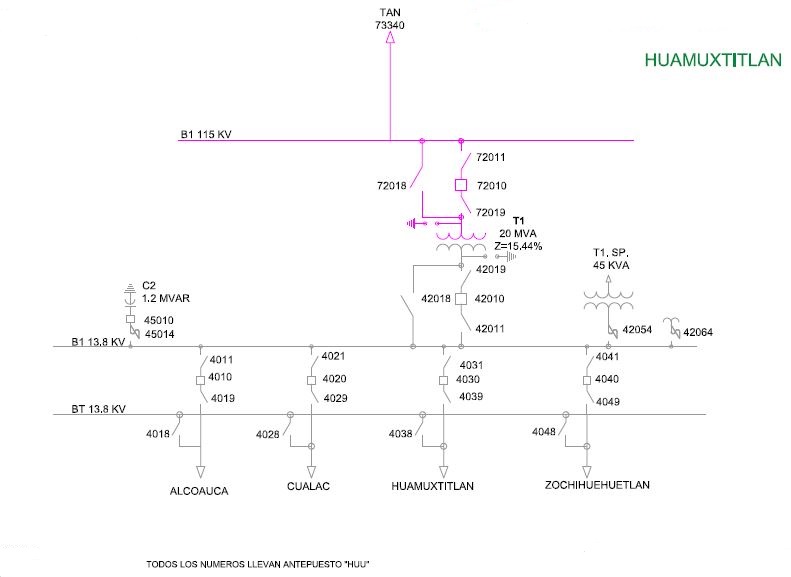 TAN
73340
HUAMUXTITLAN
B1 115 KV
72011
72018
72010
72019
T1
20 MVA
Z=15.44%
T1, SP,
45 KVA
42019
C2
1.2 MVAR
42018
42010
45010
45014
42011
42054
42064
B1 13.8 KV
4011
4021
4031
4041
4010
4020
4030
4040
4019
4029
4039
4049
BT 13.8 KV
4018
4028
4038
4048
ALCOAUCA
CUALAC
HUAMUXTITLAN
ZOCHIHUEHUETLAN
TODOS LOS NUMEROS LLEVAN ANTEPUESTO "HUU"